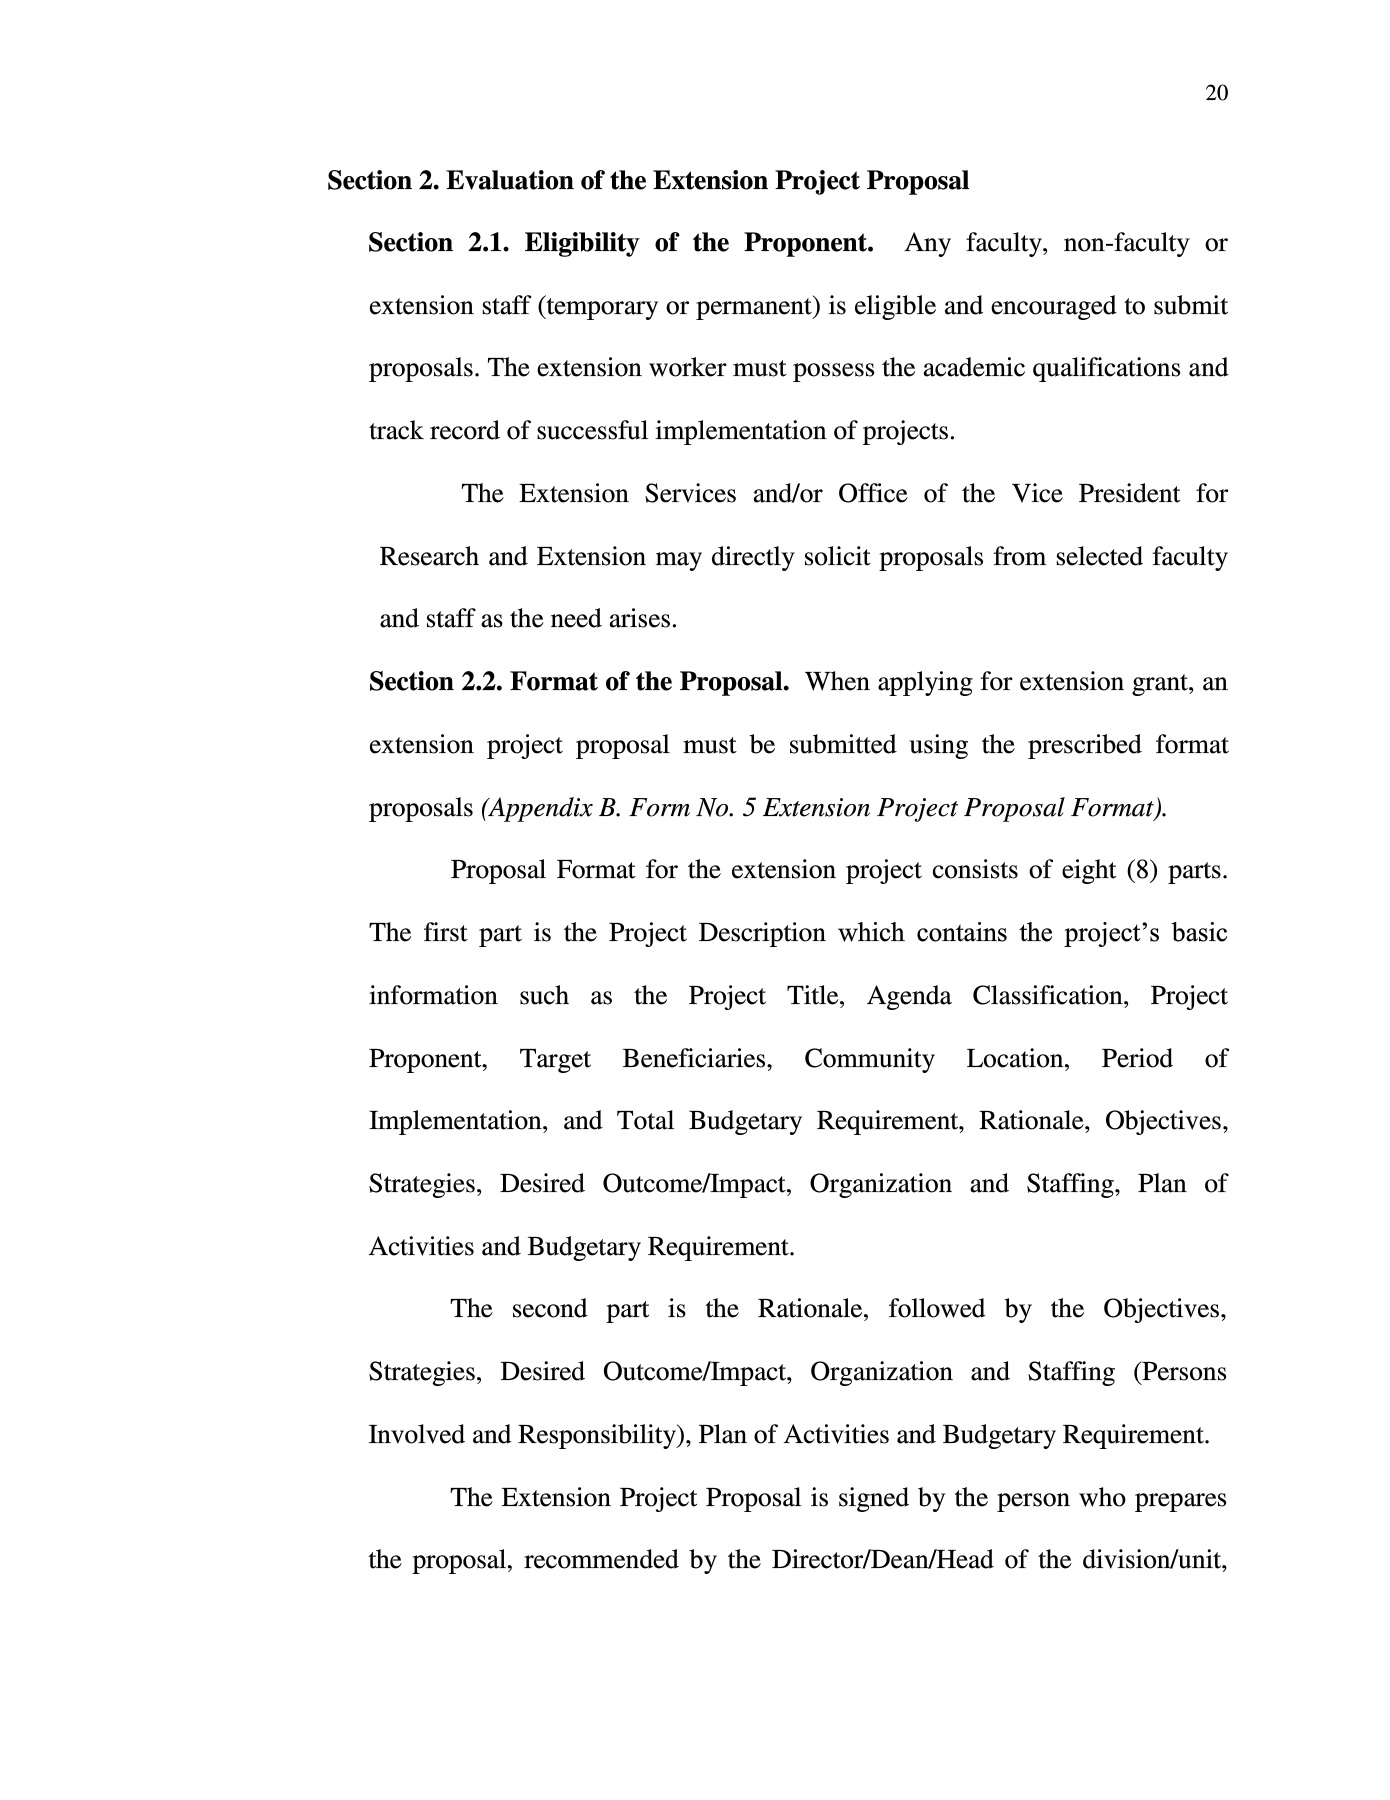 20
Section 2. Evaluation of the Extension Project Proposal
Section 2.1. Eligibility of the Proponent. Any faculty, non-faculty or
extension staff (temporary or permanent) is eligible and encouraged to submit
proposals. The extension worker must possess the academic qualifications and
track record of successful implementation of projects.
The Extension Services and/or Office of the Vice President for
Research and Extension may directly solicit proposals from selected faculty
and staff as the need arises.
Section 2.2. Format of the Proposal. When applying for extension grant, an
extension project proposal must be submitted using the prescribed format
proposals (Appendix B. Form No. 5 Extension Project Proposal Format).
Proposal Format for the extension project consists of eight (8) parts.
The first part is the Project Description which contains the project’s basic
information such as the Project Title, Agenda Classification, Project
Proponent, Target Beneficiaries, Community Location, Period of
Implementation, and Total Budgetary Requirement, Rationale, Objectives,
Strategies, Desired Outcome/Impact, Organization and Staffing, Plan of
Activities and Budgetary Requirement.
The second part is the Rationale, followed by the Objectives,
Strategies, Desired Outcome/Impact, Organization and Staffing (Persons
Involved and Responsibility), Plan of Activities and Budgetary Requirement.
The Extension Project Proposal is signed by the person who prepares
the proposal, recommended by the Director/Dean/Head of the division/unit,